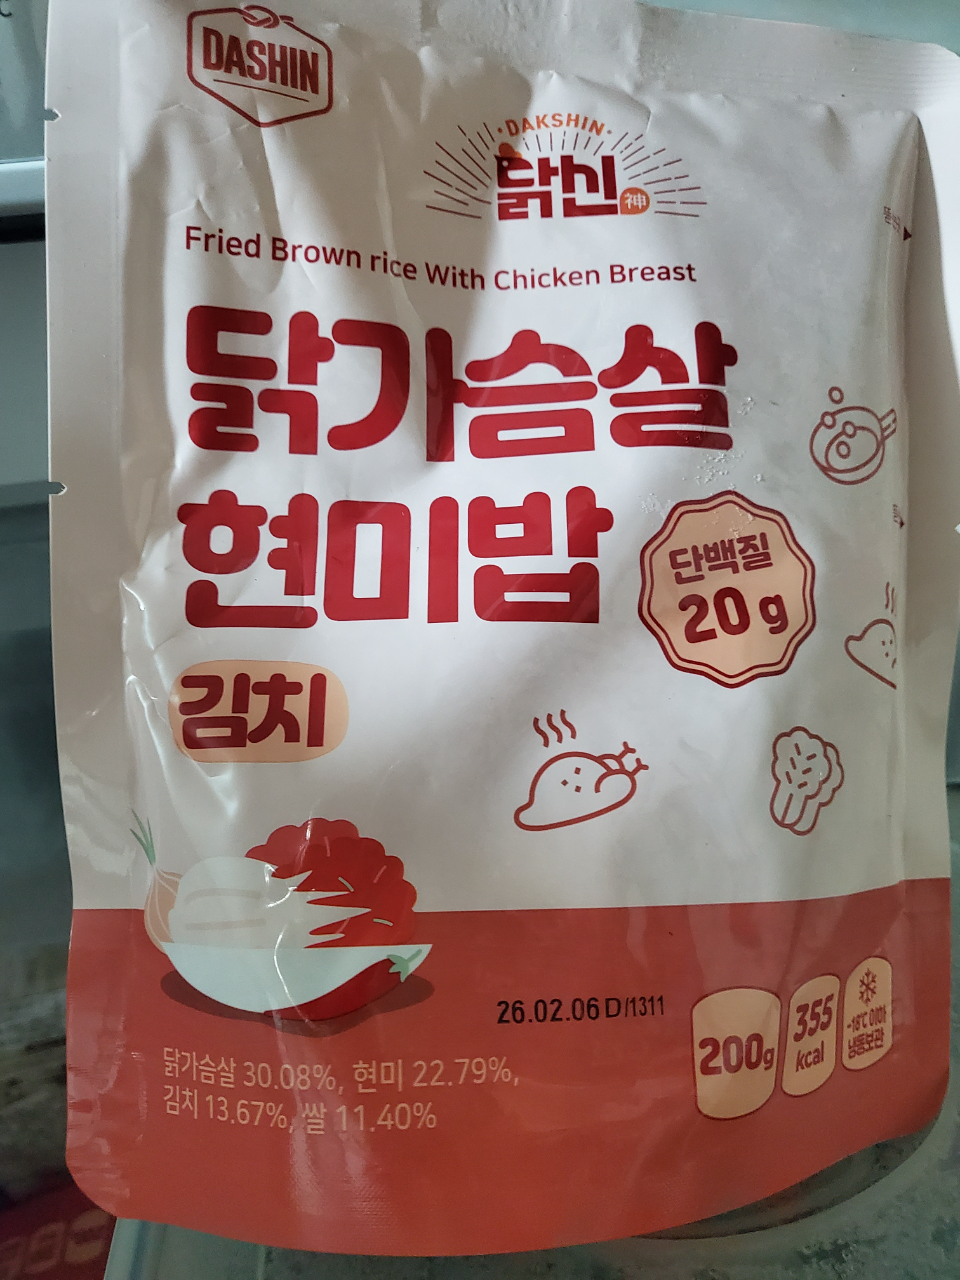 DASHIN
DAKSHIN
닭신
神
Fried Brown rice With Chicken Breast
닭가슴살
현미밥
단백질
20 g
김치
26.02.06 D/1311
200g
355
kcal
-18℃ 이하
냉동보관
닭가슴살 30.08%, 현미 22.79%,
김치 13.67%, 쌀 11.40%